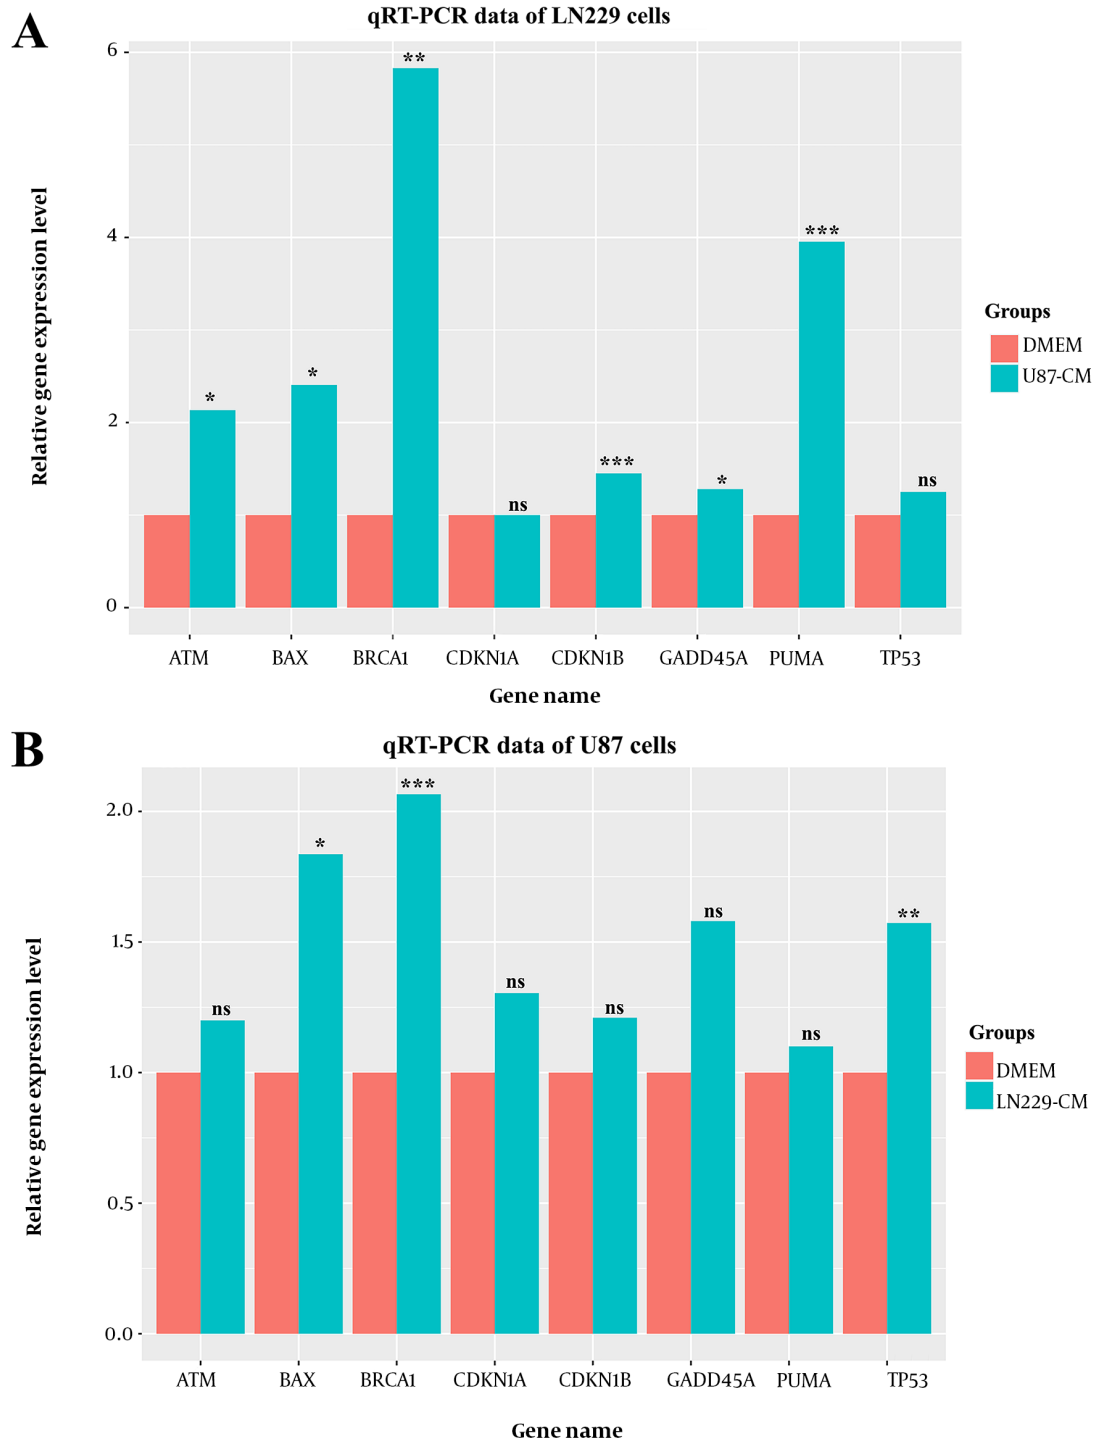 A
qRT-PCR data of LN229 cells
Relative gene expression level
6
4
2
0
**
***
*
*
***
*
ns
ns
Groups
DMEM
U87-CM
ATM BAX BRCA1 CDKN1A CDKN1B GADD45A PUMA TP53
Gene name
B
qRT-PCR data of U87 cells
Relative gene expression level
2.0
1.5
1.0
0.5
0.0
***
*
ns
**
ns
ns
ns
ns
Groups
DMEM
LN229-CM
ATM BAX BRCA1 CDKN1A CDKN1B GADD45A PUMA TP53
Gene name